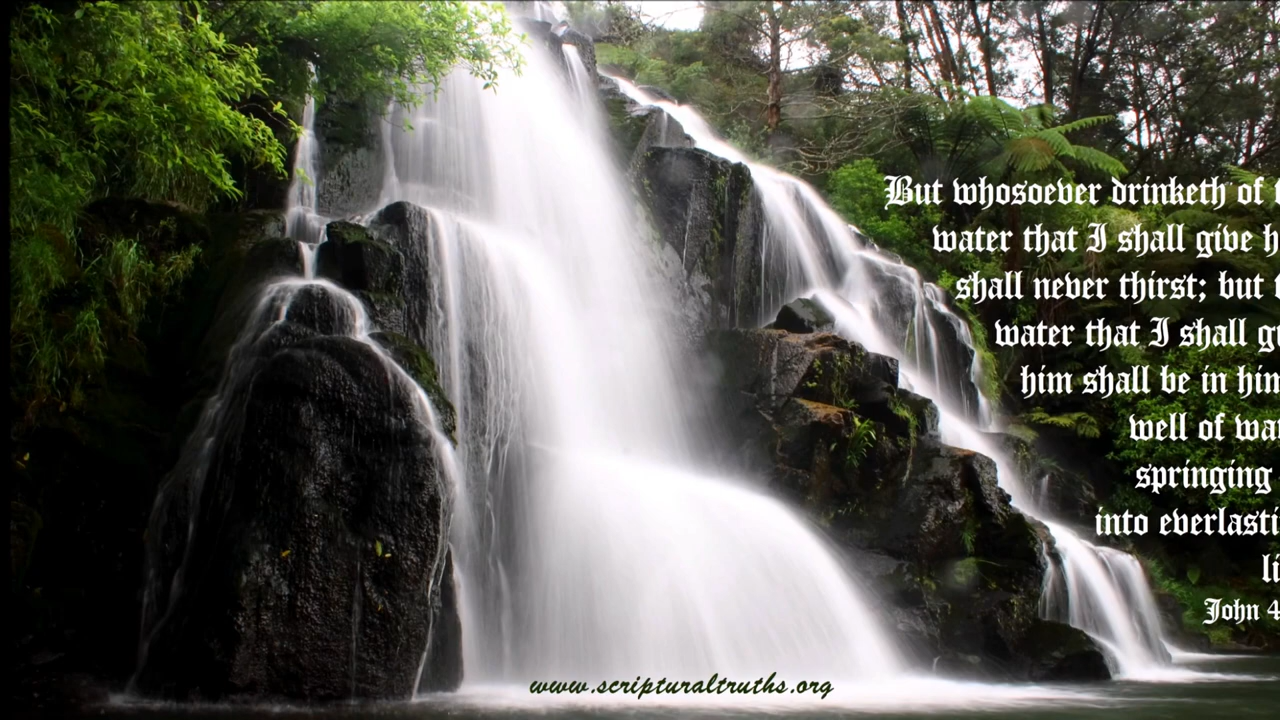 But whosoever drinketh of
water that I shall give
shall never thirst; but
water that I shall
him shall be in
well of
springing
into
John 4
www.scripturaltruths.org